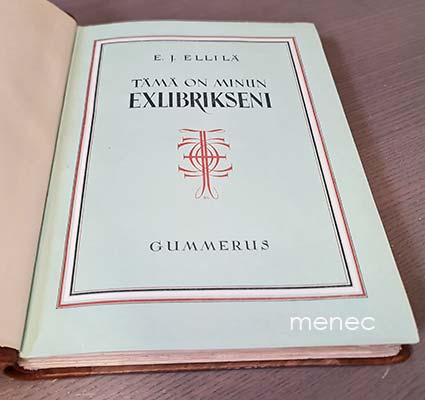 E. J. ELLILÄ
TÄMÄ ON MINUN
EXLIBRIKSENI
GUMMERUS
menec